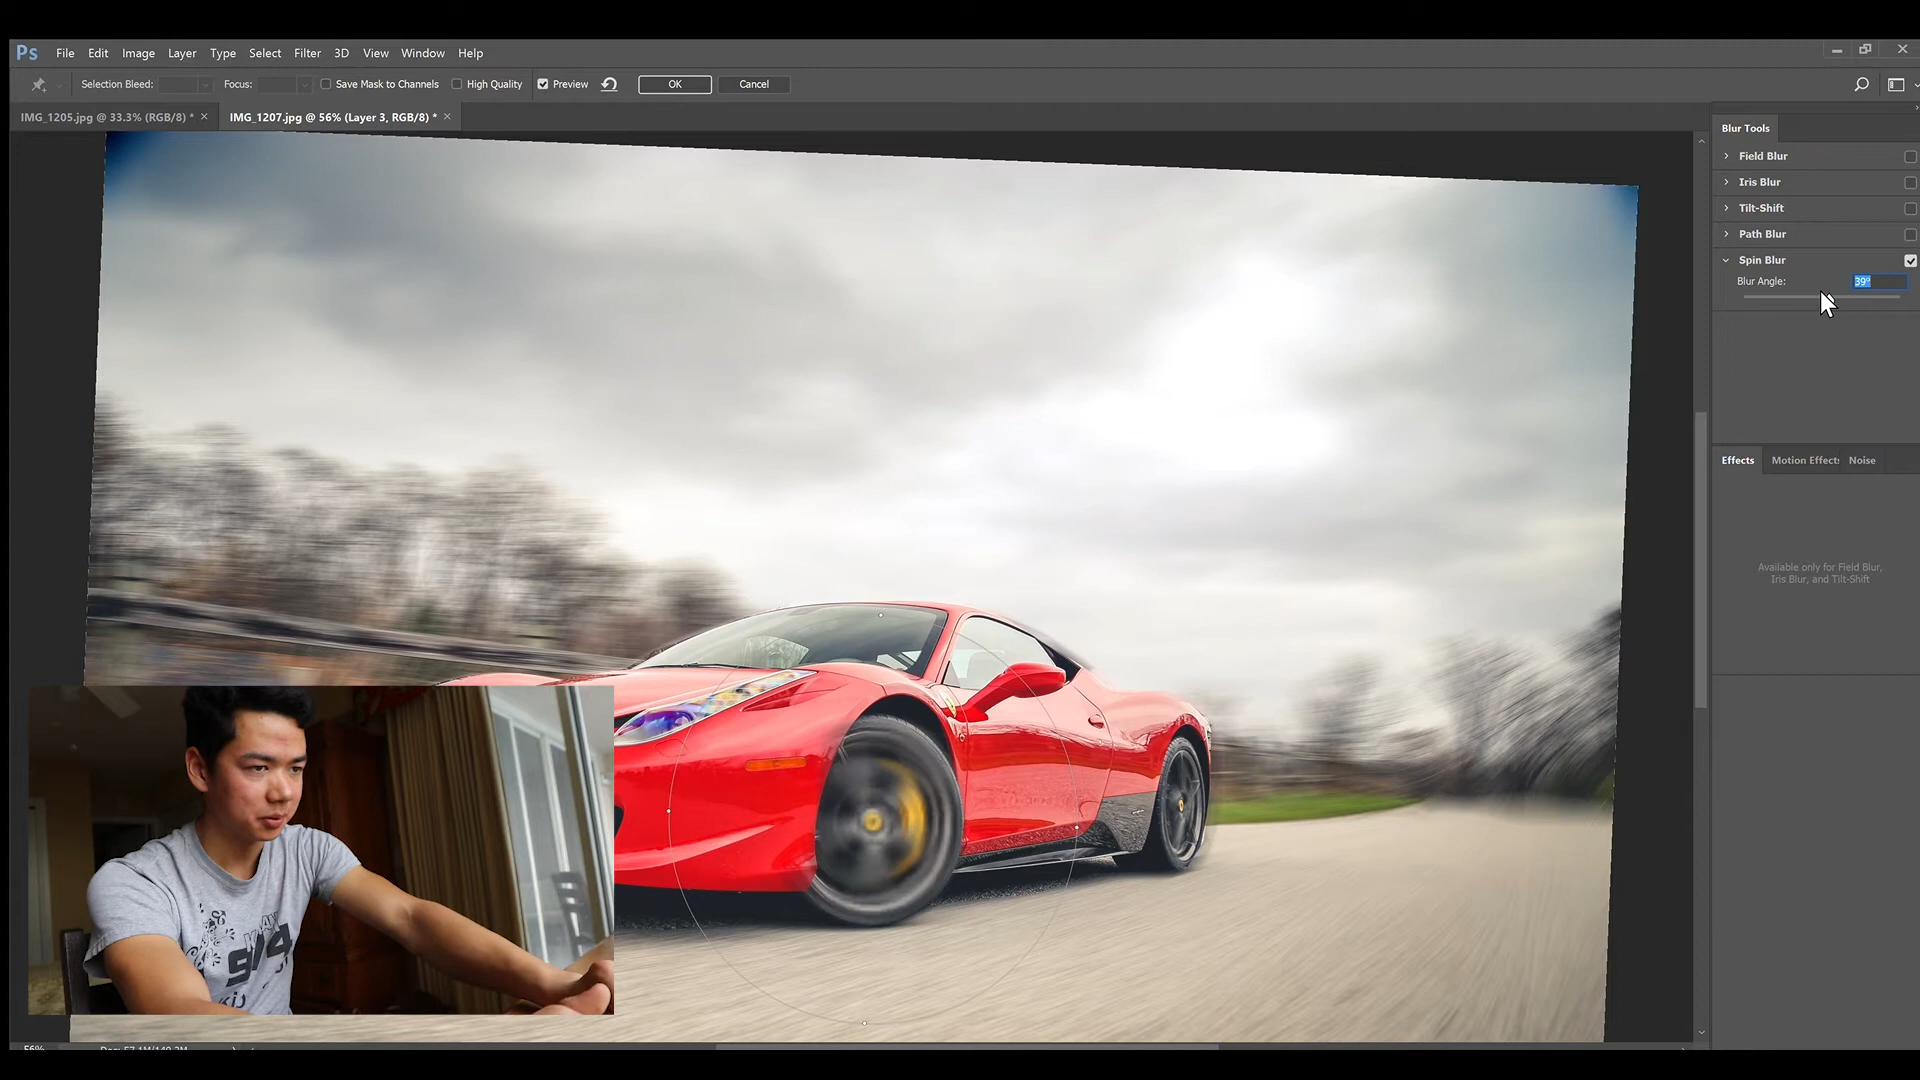 Ps File Edit Image Layer Type Select Filter 3D View Window Help
Selection Bleed: Focus: Save Mask to Channels High Quality Preview OK Cancel
IMG_1205.jpg @ 33.3% (RGB/8) * × IMG_1207.jpg @ 56% (Layer 3, RGB/8) * ×
Blur Tools
Field Blur
Iris Blur
Tilt-Shift
Path Blur
Spin Blur
Blur Angle: 39°
Effects Motion Effects Noise
Available only for Field Blur,
Iris Blur, and Tilt-Shift